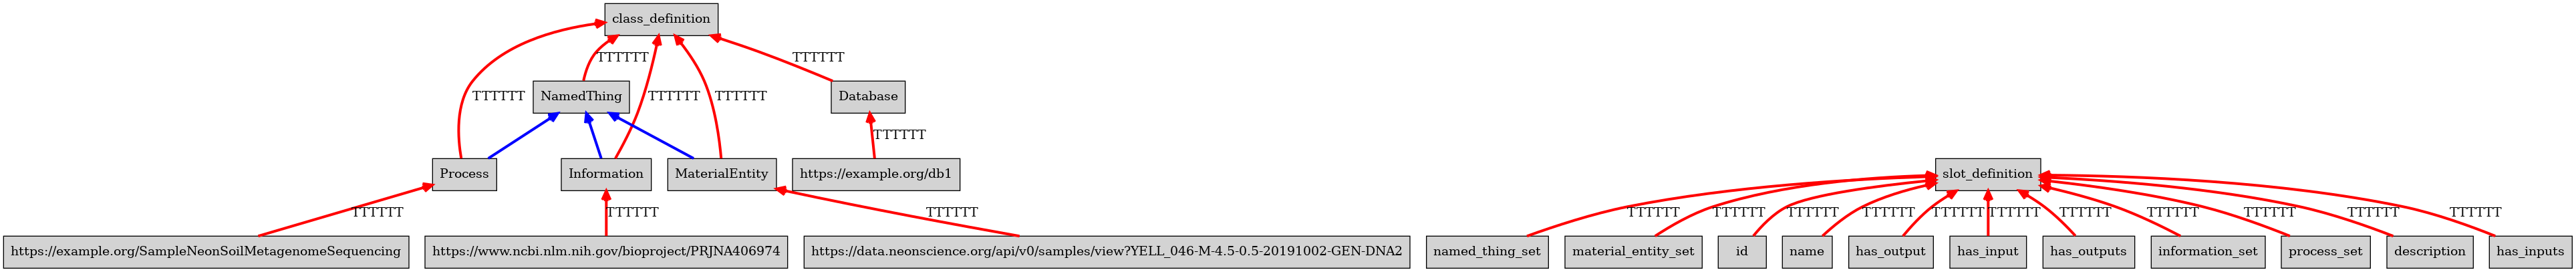 class_definition
TTTTTT
TTTTTT
TTTTTT
TTTTTT
TTTTTT
NamedThing
Database
TTTTTT
Process
Information
MaterialEntity
https://example.org/db1
slot_definition
TTTTTT
TTTTTT
TTTTTT
TTTTTT
TTTTTT
TTTTTT
TTTTTT
TTTTTT
TTTTTT
TTTTTT
TTTTTT
TTTTTT
TTTTTT
TTTTTT
https://example.org/SampleNeonSoilMetagenomeSequencing
https://www.ncbi.nlm.nih.gov/bioproject/PRJNA406974
https://data.neonscience.org/api/v0/samples/view?YELL_046-M-4.5-0.5-20191002-GEN-DNA2
named_thing_set
material_entity_set
id
name
has_output
has_input
has_outputs
information_set
process_set
description
has_inputs